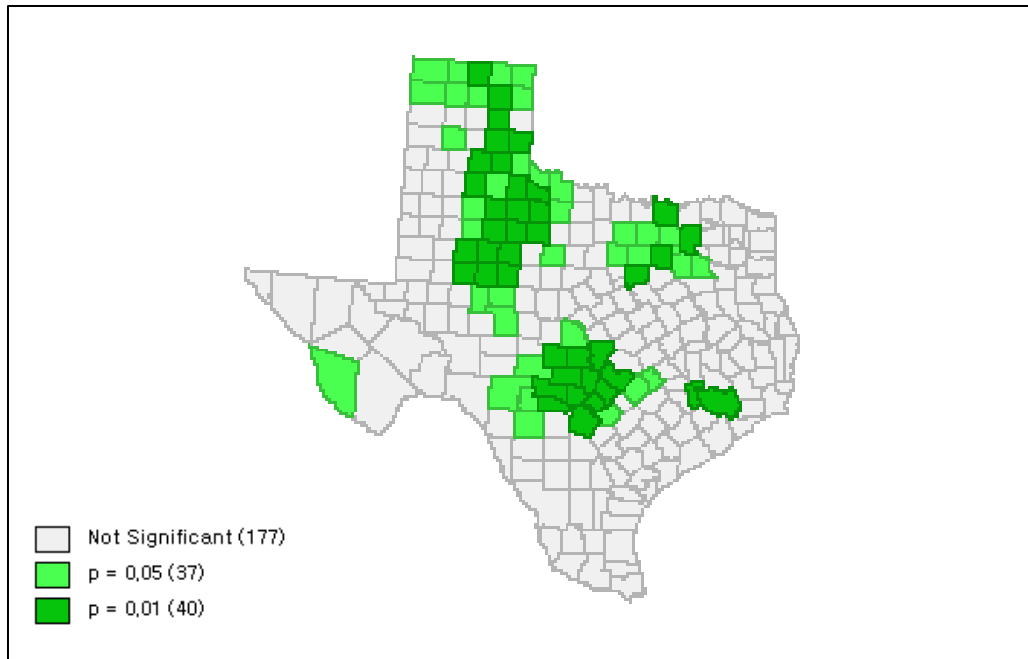 Not Significant (177)
p = 0,05 (37)
p = 0,01 (40)